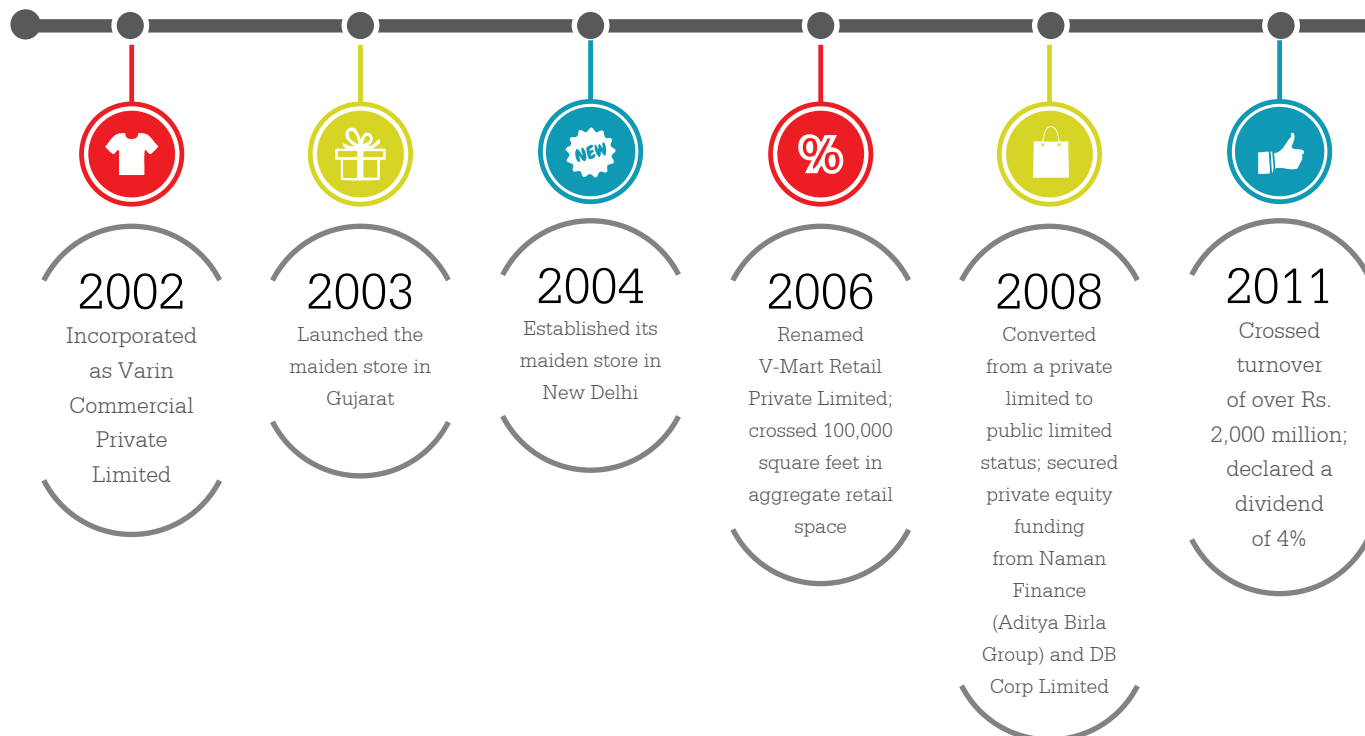 NEW
%
2002
Incorporated
as Varin
Commercial
Private
Limited
2003
Launched the
maiden store in
Gujarat
2004
Established its
maiden store in
New Delhi
2006
Renamed
V-Mart Retail
Private Limited;
crossed 100,000
square feet in
aggregate retail
space
2008
Converted
from a private
limited to
public limited
status; secured
private equity
funding
from Naman
Finance
(Aditya Birla
Group) and DB
Corp Limited
2011
Crossed
turnover
of over Rs.
2,000 million;
declared a
dividend
of 4%